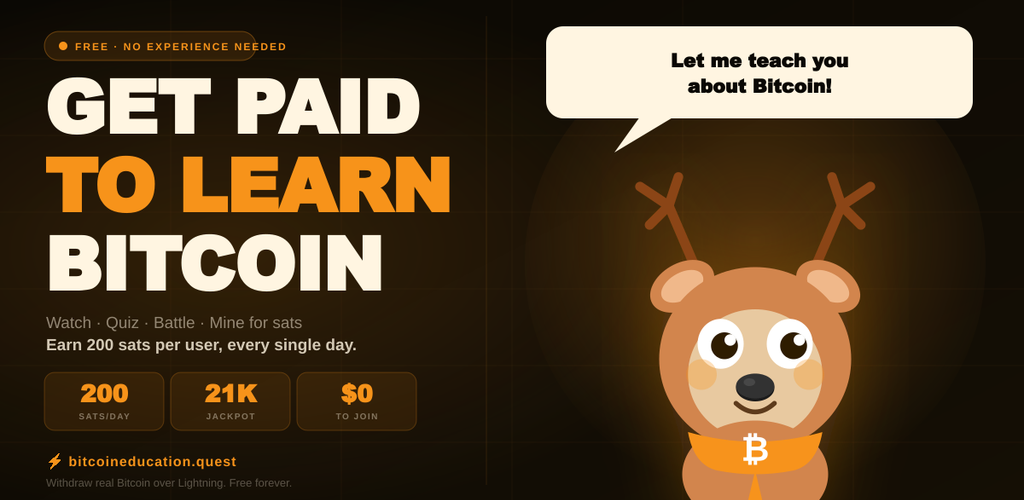 FREE · NO EXPERIENCE NEEDED
GET PAID
TO LEARN
BITCOIN
Watch · Quiz · Battle · Mine for sats
Earn 200 sats per user, every single day.
200
SATS/DAY
21K
JACKPOT
$0
TO JOIN
⚡ bitcoineducation.quest
Withdraw real Bitcoin over Lightning. Free forever.
Let me teach you
about Bitcoin!
₿